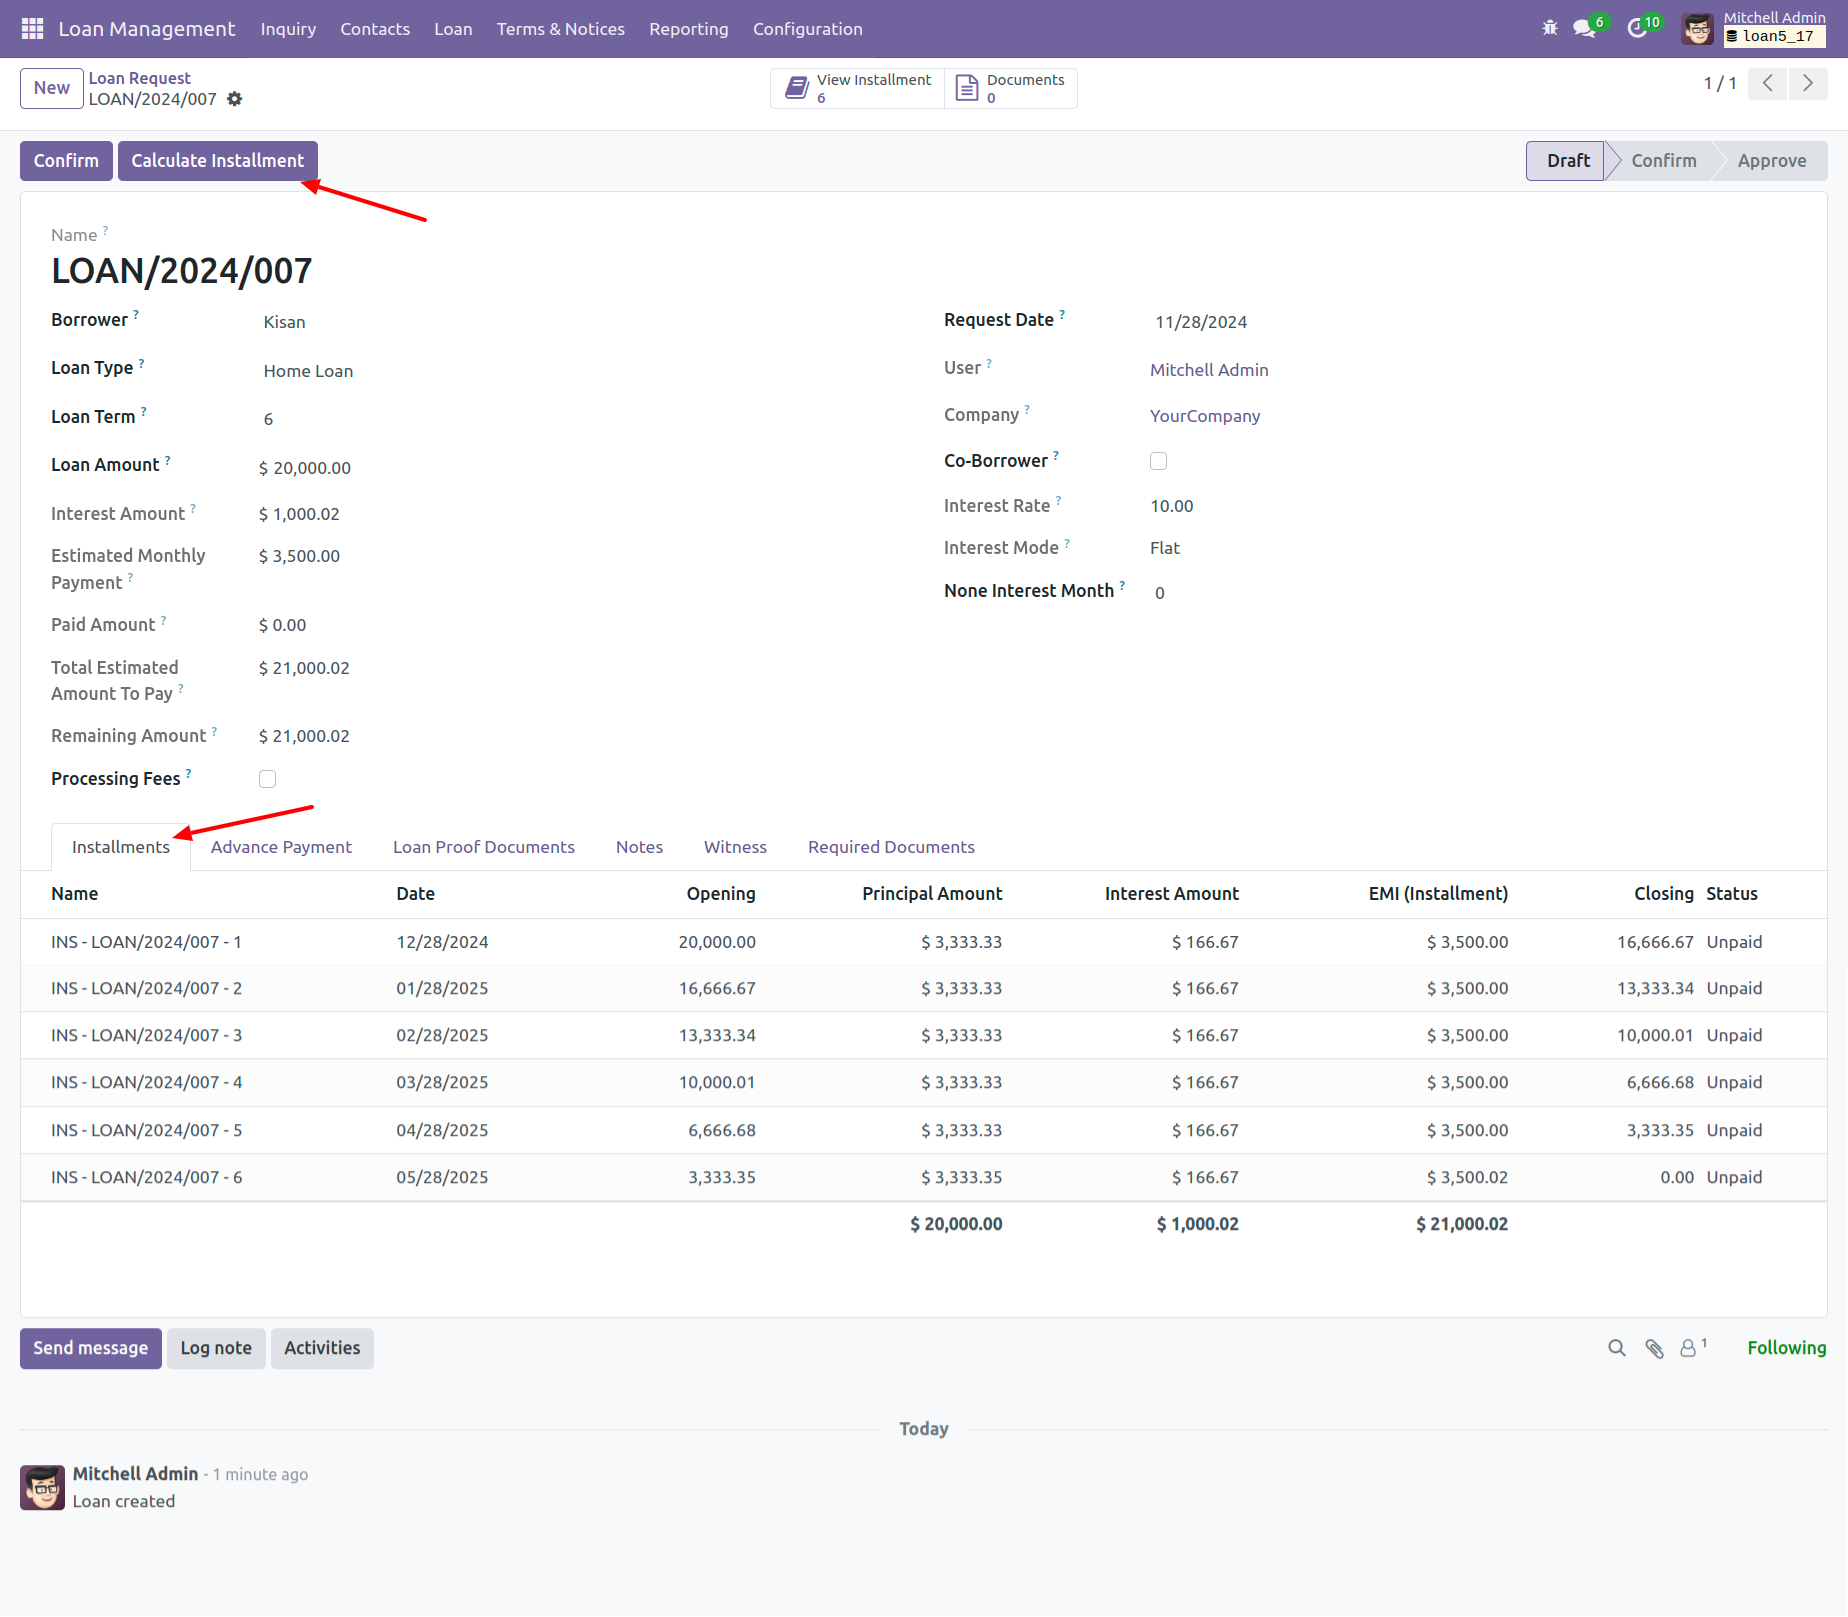 Loan Management Inquiry Contacts Loan Terms & Notices Reporting Configuration 6 10 Mitchell Admin
loan5_17
New Loan Request View Installment Documents 1 / 1
LOAN/2024/007 6 0
Confirm Calculate Installment Draft Confirm Approve
Name ?
LOAN/2024/007
Borrower ? Kisan Request Date ? 11/28/2024
Loan Type ? Home Loan User ? Mitchell Admin
Loan Term ? 6 Company ? YourCompany
Loan Amount ? $ 20,000.00 Co-Borrower ?
Interest Amount ? $ 1,000.02 Interest Rate ? 10.00
Estimated Monthly $ 3,500.00 Interest Mode ? Flat
Payment ? None Interest Month ? 0
Paid Amount ? $ 0.00
Total Estimated $ 21,000.02
Amount To Pay ?
Remaining Amount ? $ 21,000.02
Processing Fees ?
Installments Advance Payment Loan Proof Documents Notes Witness Required Documents
Name Date Opening Principal Amount Interest Amount EMI (Installment) Closing Status
INS - LOAN/2024/007 - 1 12/28/2024 20,000.00 $ 3,333.33 $ 166.67 $ 3,500.00 16,666.67 Unpaid
INS - LOAN/2024/007 - 2 01/28/2025 16,666.67 $ 3,333.33 $ 166.67 $ 3,500.00 13,333.34 Unpaid
INS - LOAN/2024/007 - 3 02/28/2025 13,333.34 $ 3,333.33 $ 166.67 $ 3,500.00 10,000.01 Unpaid
INS - LOAN/2024/007 - 4 03/28/2025 10,000.01 $ 3,333.33 $ 166.67 $ 3,500.00 6,666.68 Unpaid
INS - LOAN/2024/007 - 5 04/28/2025 6,666.68 $ 3,333.33 $ 166.67 $ 3,500.00 3,333.35 Unpaid
INS - LOAN/2024/007 - 6 05/28/2025 3,333.35 $ 3,333.35 $ 166.67 $ 3,500.02 0.00 Unpaid
$ 20,000.00 $ 1,000.02 $ 21,000.02
Send message Log note Activities 1 Following
Today
Mitchell Admin - 1 minute ago
Loan created